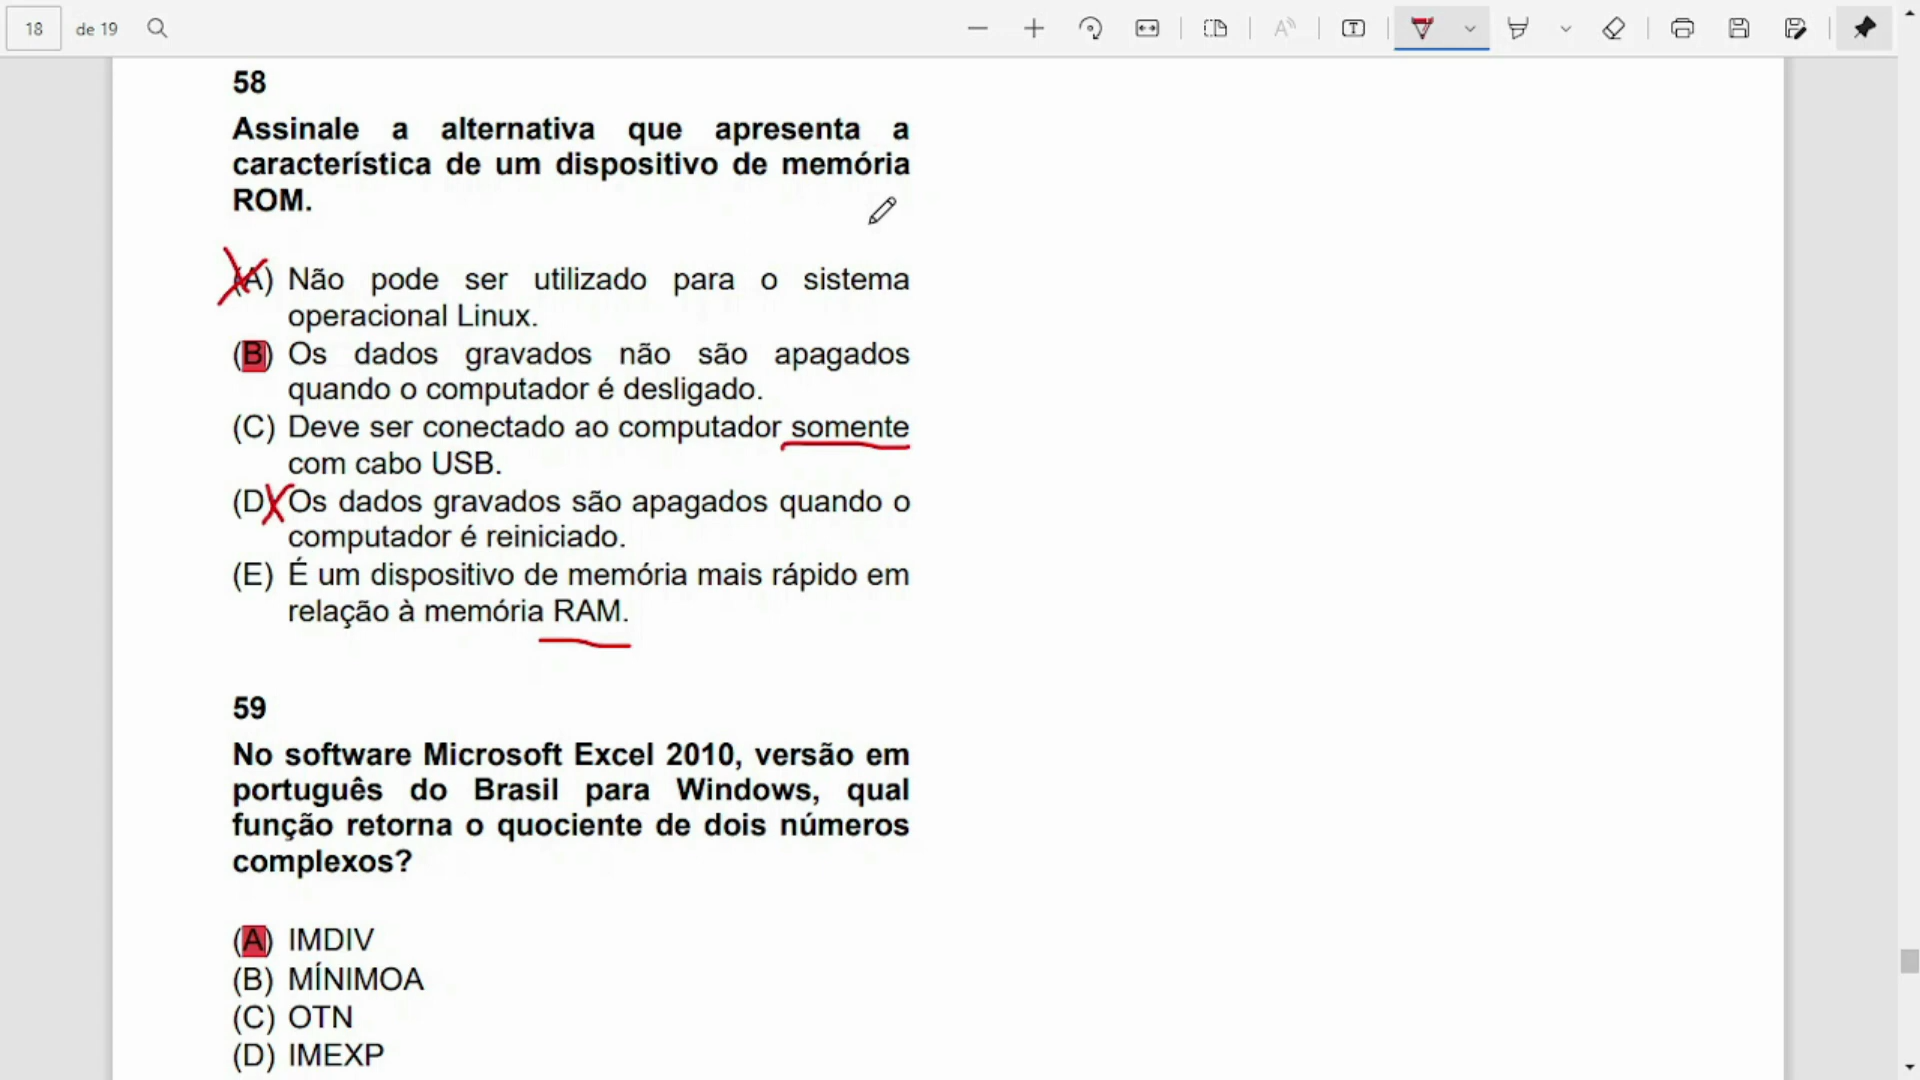 18 de 19
58
Assinale a alternativa que apresenta a
característica de um dispositivo de memória
ROM.
(A) Não pode ser utilizado para o sistema
operacional Linux.
(B) Os dados gravados não são apagados
quando o computador é desligado.
(C) Deve ser conectado ao computador somente
com cabo USB.
(D) Os dados gravados são apagados quando o
computador é reiniciado.
(E) É um dispositivo de memória mais rápido em
relação à memória RAM.
59
No software Microsoft Excel 2010, versão em
português do Brasil para Windows, qual
função retorna o quociente de dois números
complexos?
(A) IMDIV
(B) MÍNIMOA
(C) OTN
(D) IMEXP